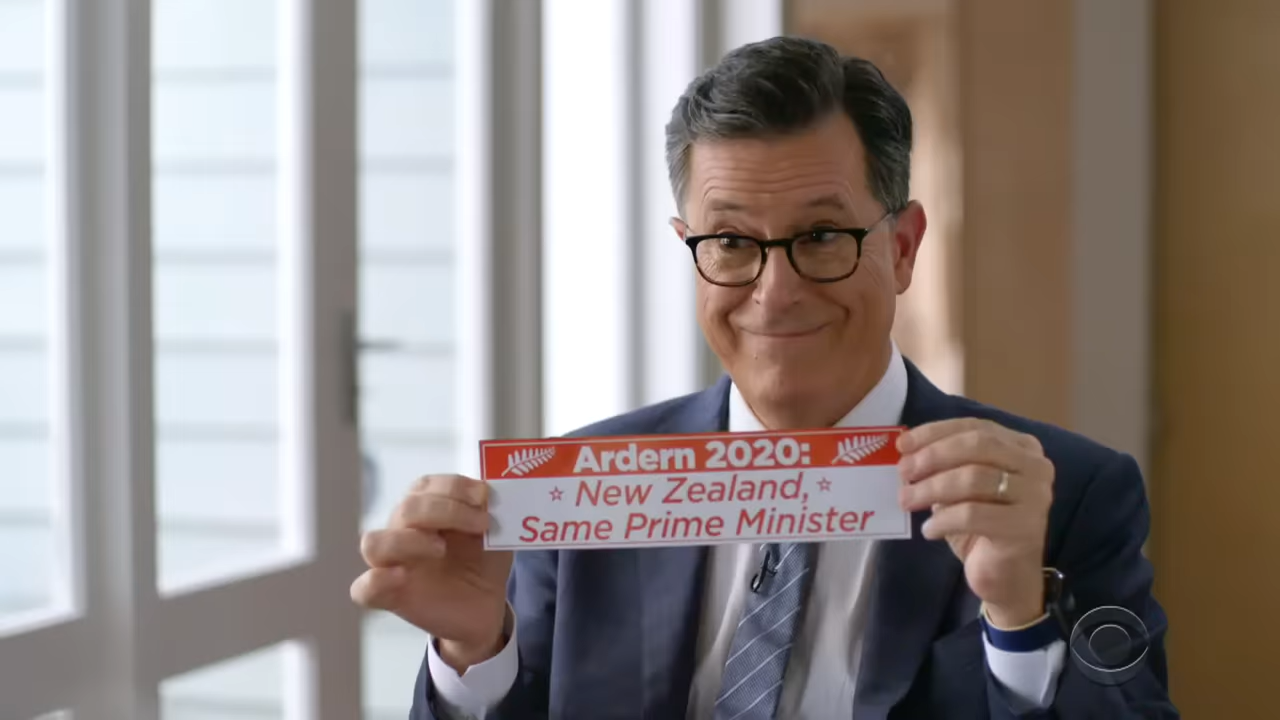 Ardern 2020:
☆ New Zealand, ☆
Same Prime Minister